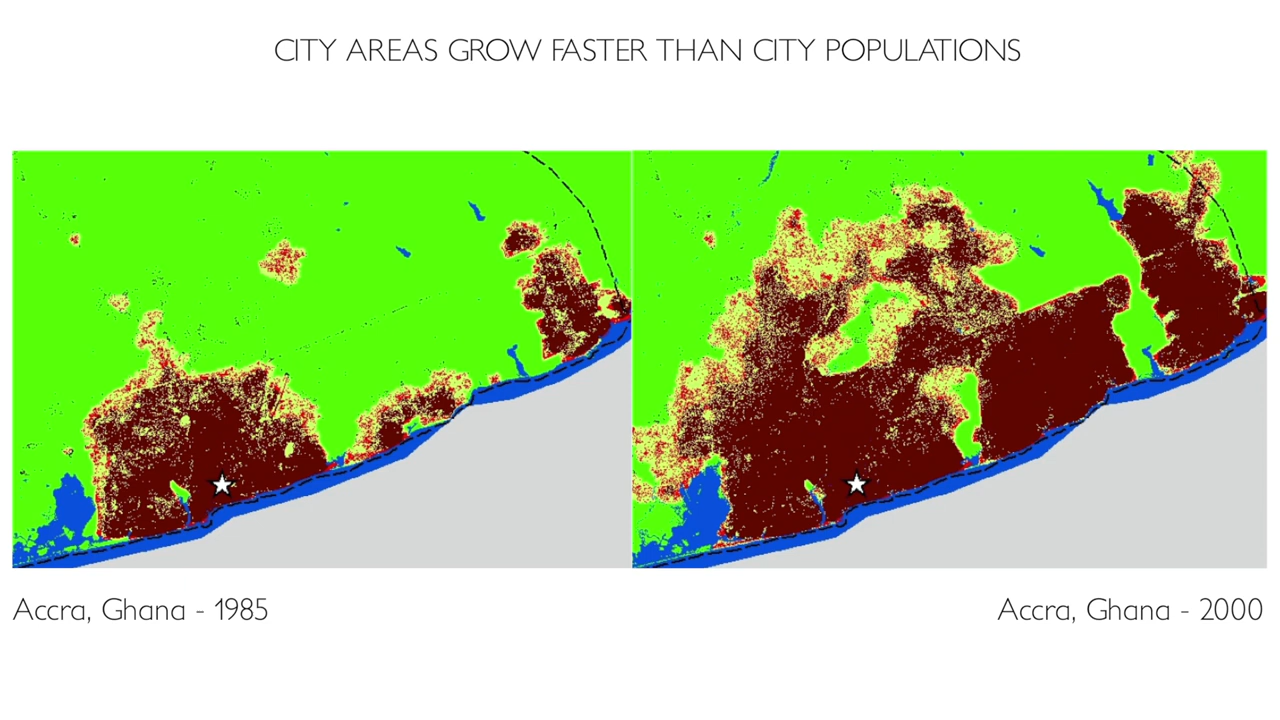 CITY AREAS GROW FASTER THAN CITY POPULATIONS
Accra, Ghana - 1985
Accra, Ghana - 2000